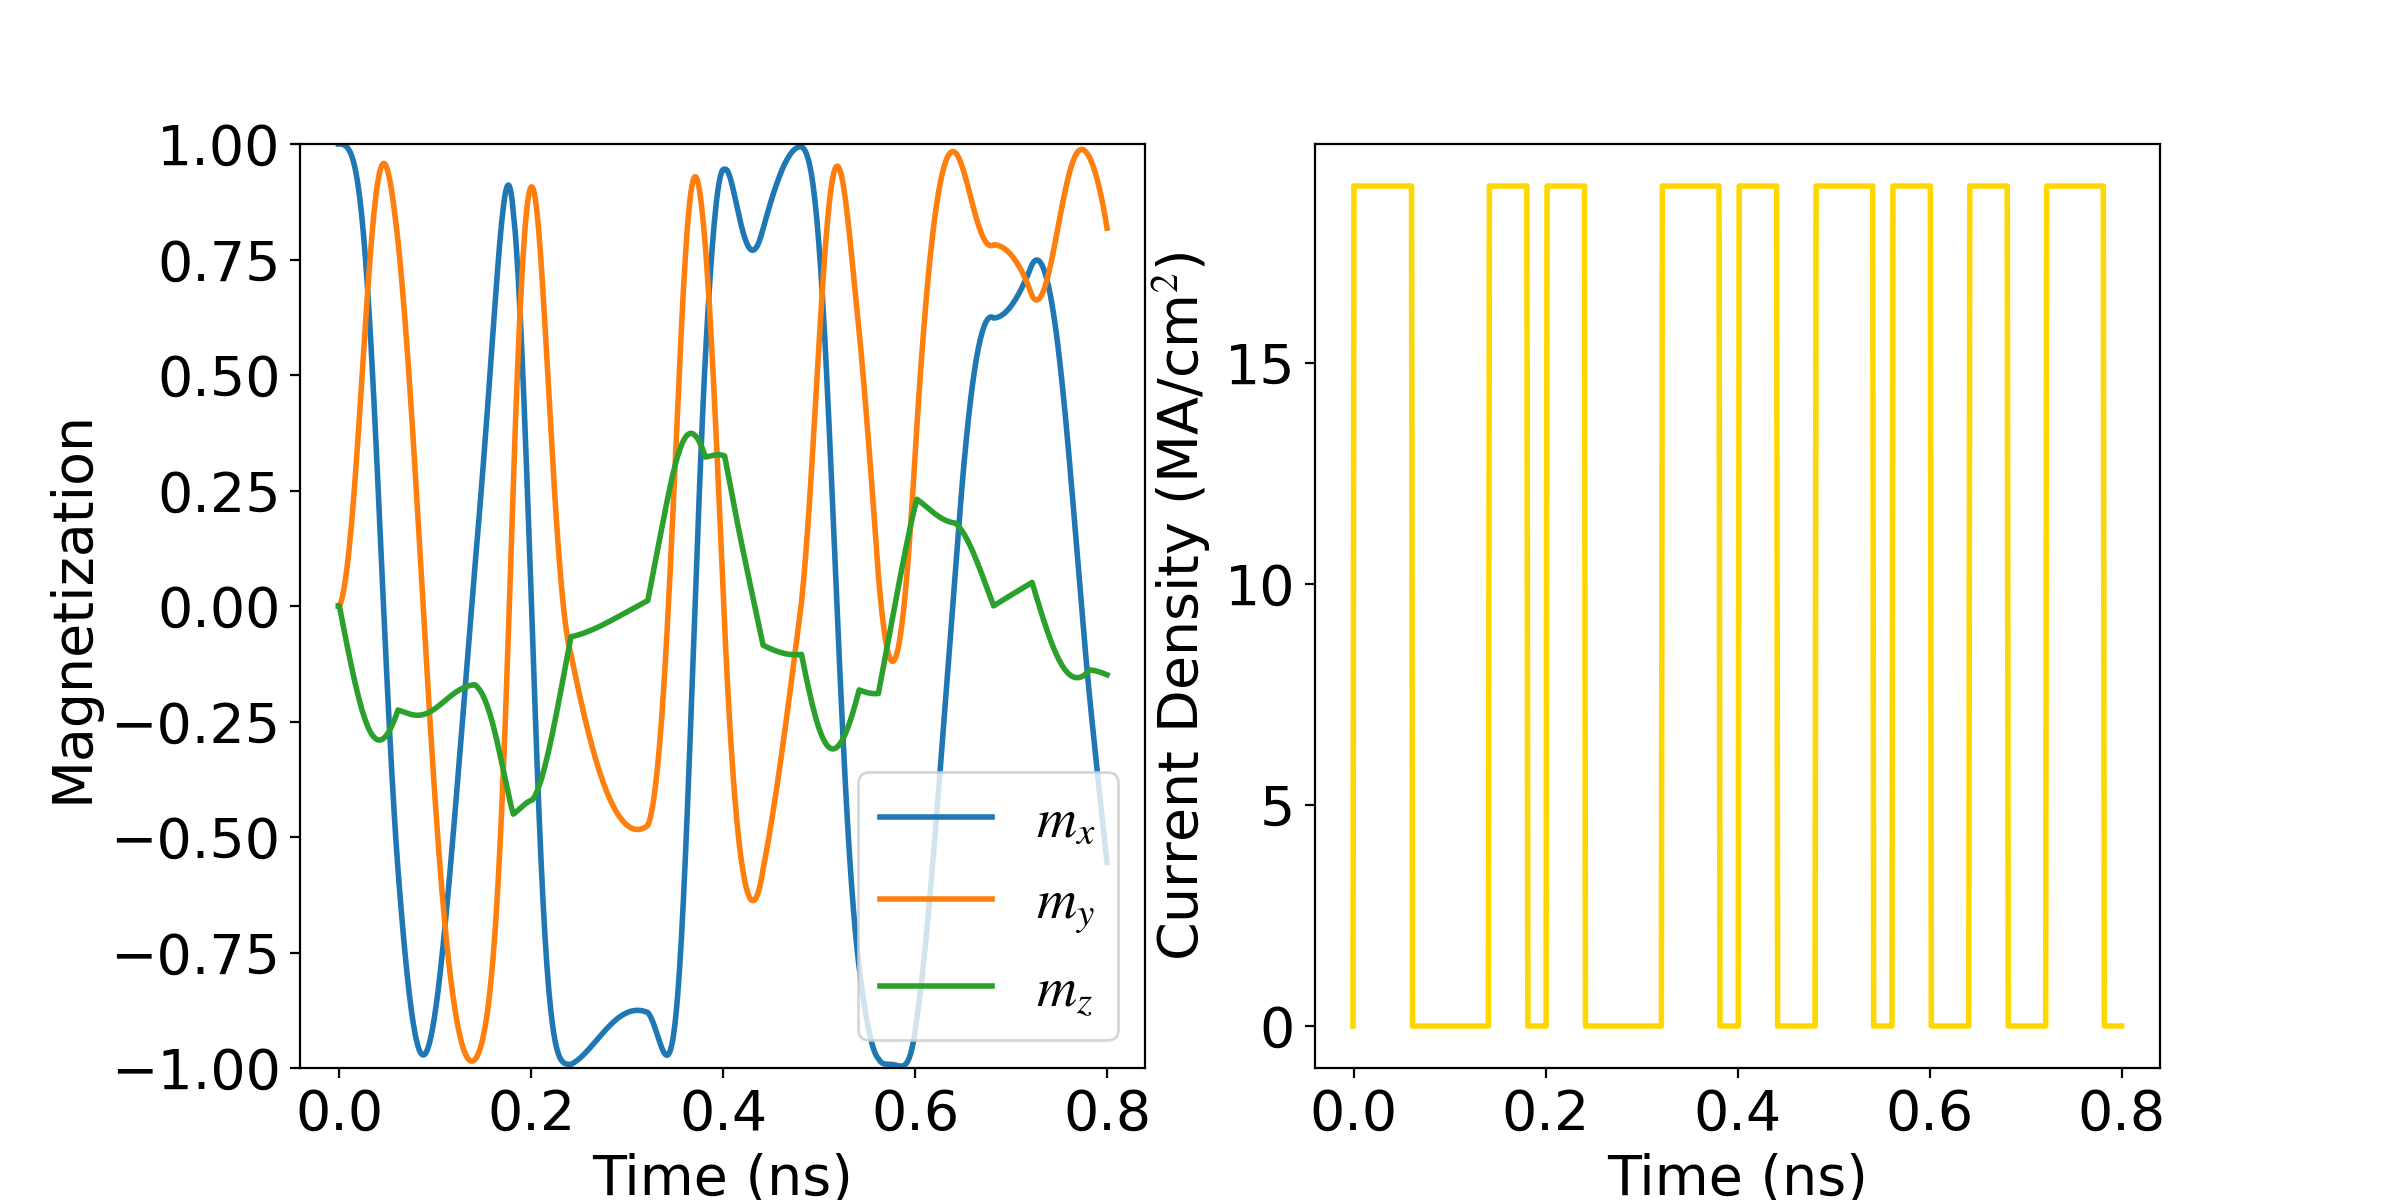 Magnetization
1.00
0.75
0.50
0.25
0.00
−0.25
−0.50
−0.75
−1.00
0.0 0.2 0.4 0.6 0.8
Time (ns)
m_x
m_y
m_z
Current Density (MA/cm²)
15
10
5
0
0.0 0.2 0.4 0.6 0.8
Time (ns)